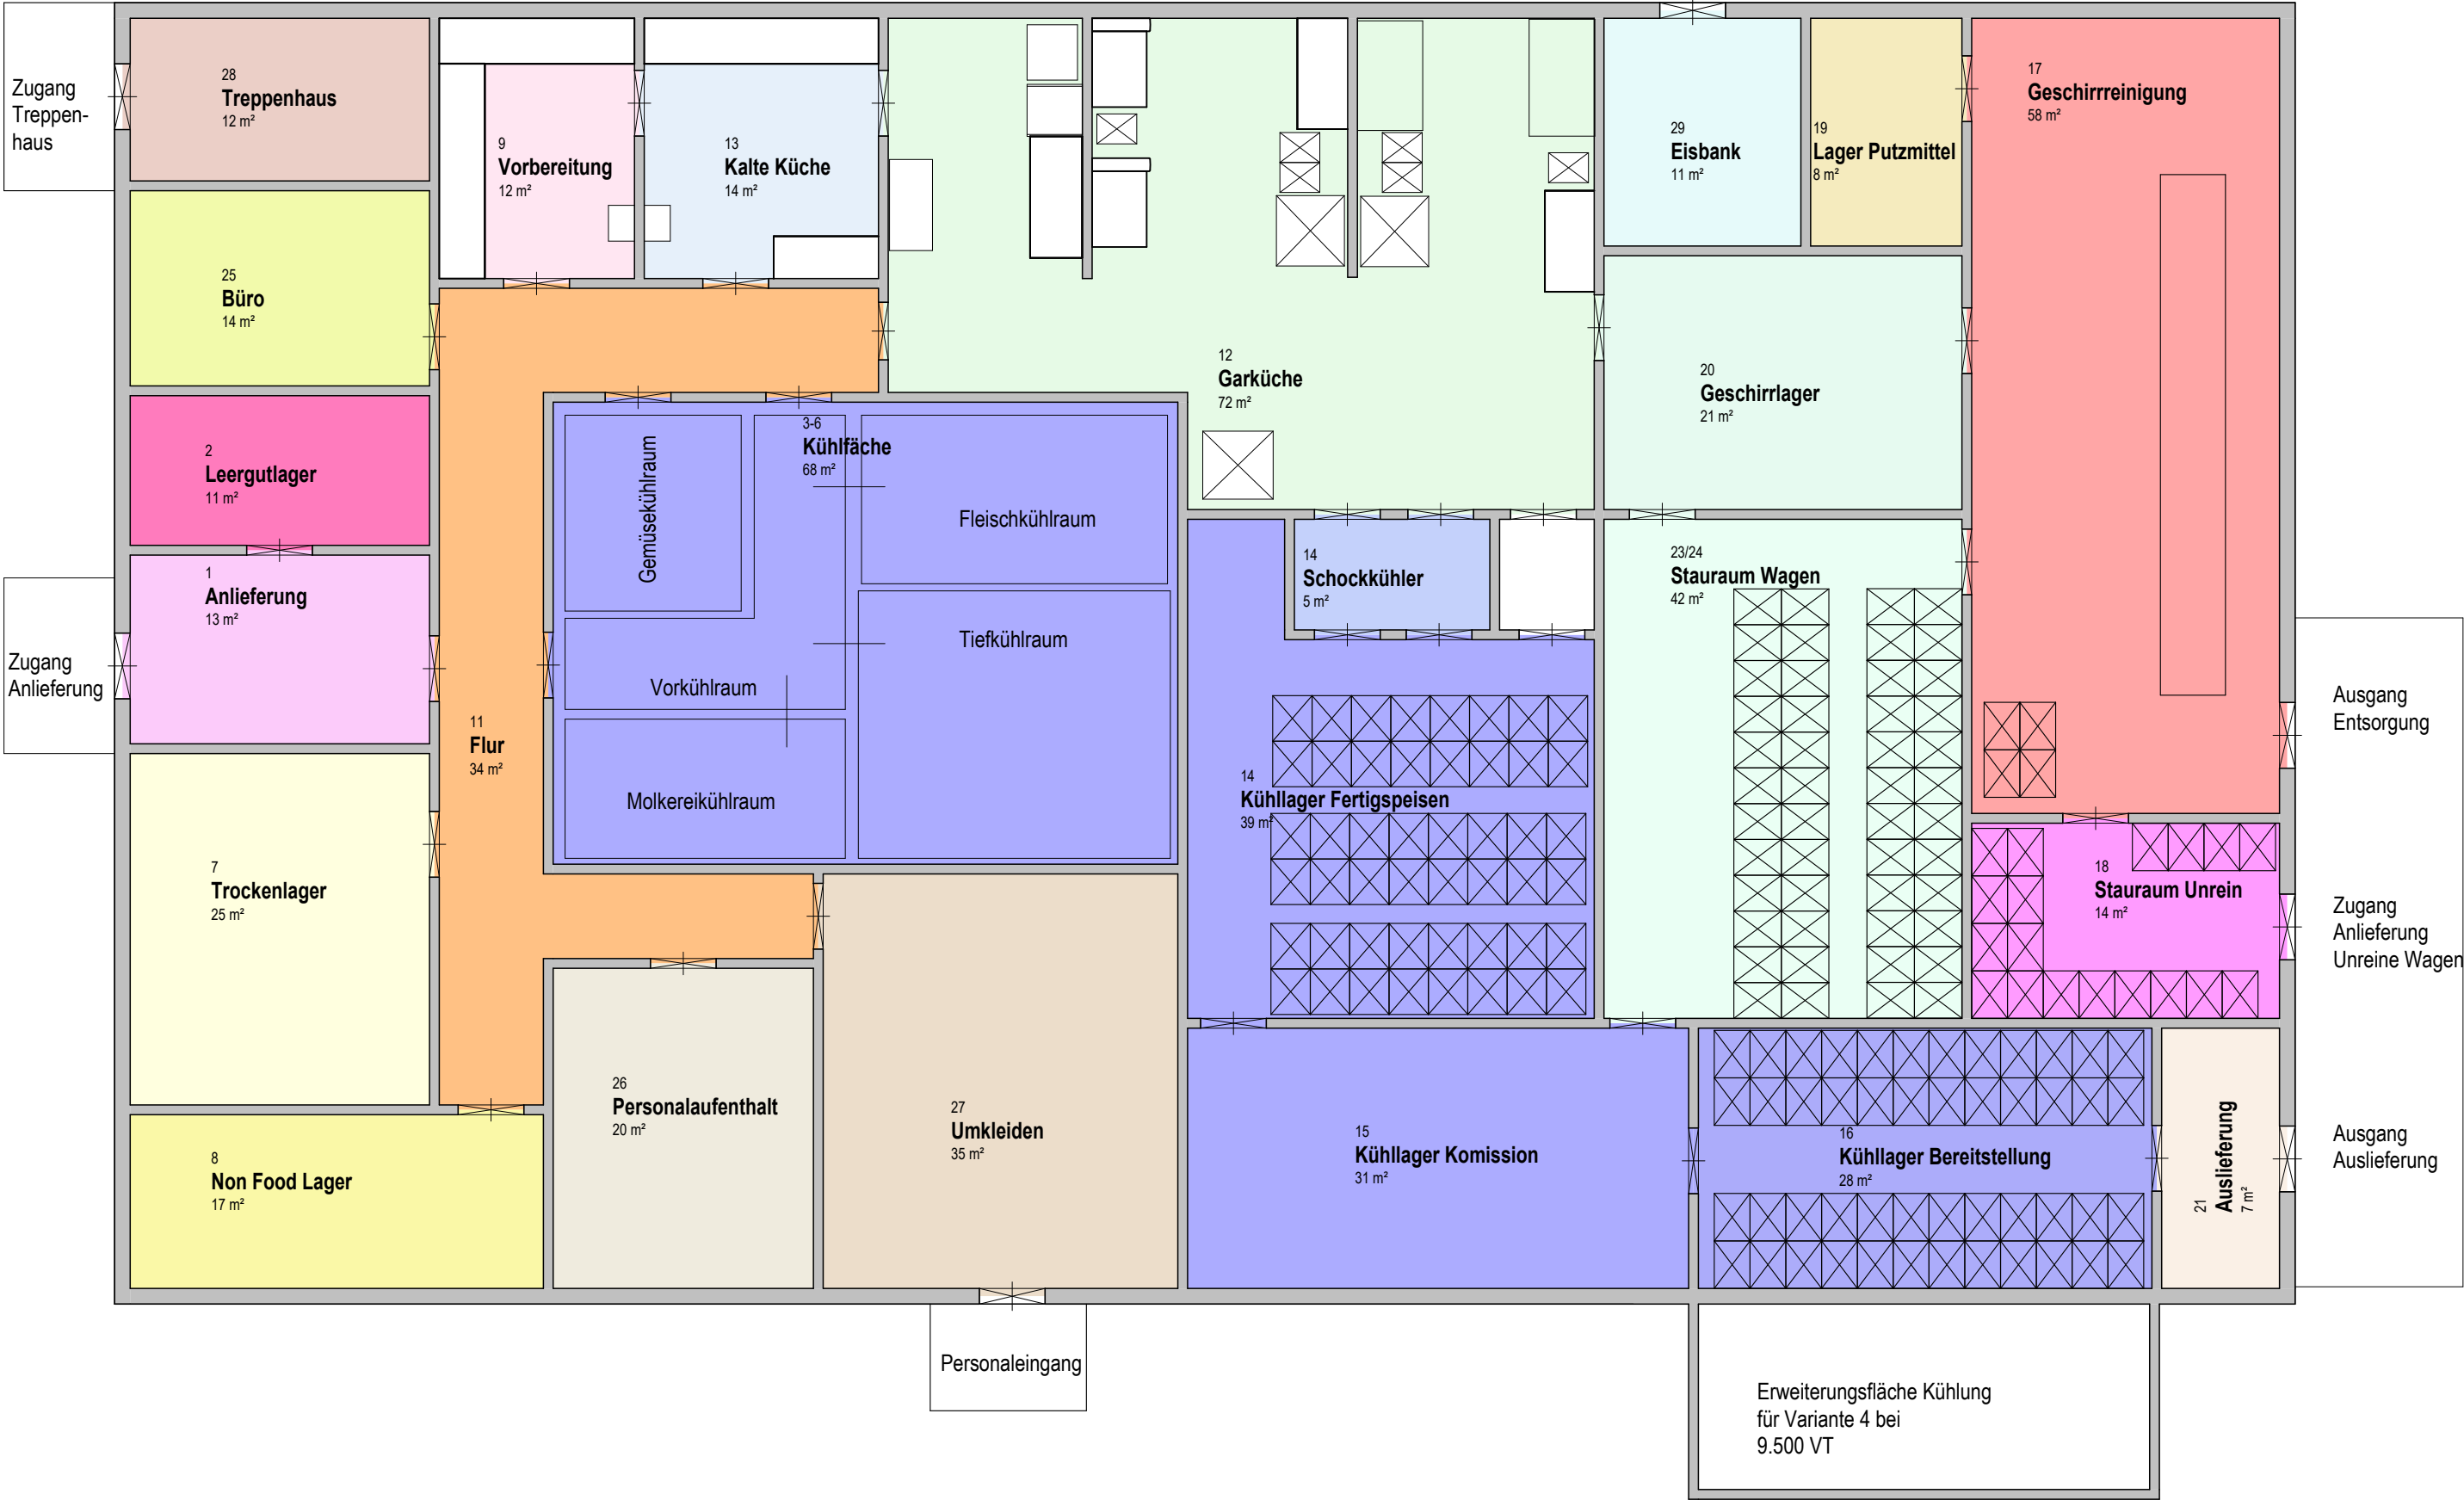 Zugang
Treppen-
haus
28
Treppenhaus
12 m²
9
Vorbereitung
12 m²
13
Kalte Küche
14 m²
29
Eisbank
11 m²
19
Lager Putzmittel
8 m²
17
Geschirrreinigung
58 m²
25
Büro
14 m²
12
Garküche
72 m²
20
Geschirrlager
21 m²
2
Leergutlager
11 m²
3-6
Kühlfäche
68 m²
Gemüsekühlraum
Fleischkühlraum
Tiefkühlraum
Vorkühlraum
Molkereikühlraum
14
Schockkühler
5 m²
23/24
Stauraum Wagen
42 m²
1
Anlieferung
13 m²
Zugang
Anlieferung
11
Flur
34 m²
14
Kühllager Fertigspeisen
39 m²
Ausgang
Entsorgung
7
Trockenlager
25 m²
18
Stauraum Unrein
14 m²
Zugang
Anlieferung
Unreine Wagen
26
Personalaufenthalt
20 m²
27
Umkleiden
35 m²
15
Kühllager Komission
31 m²
16
Kühllager Bereitstellung
28 m²
21
Auslieferung
7 m²
Ausgang
Auslieferung
8
Non Food Lager
17 m²
Personaleingang
Erweiterungsfläche Kühlung
für Variante 4 bei
9.500 VT